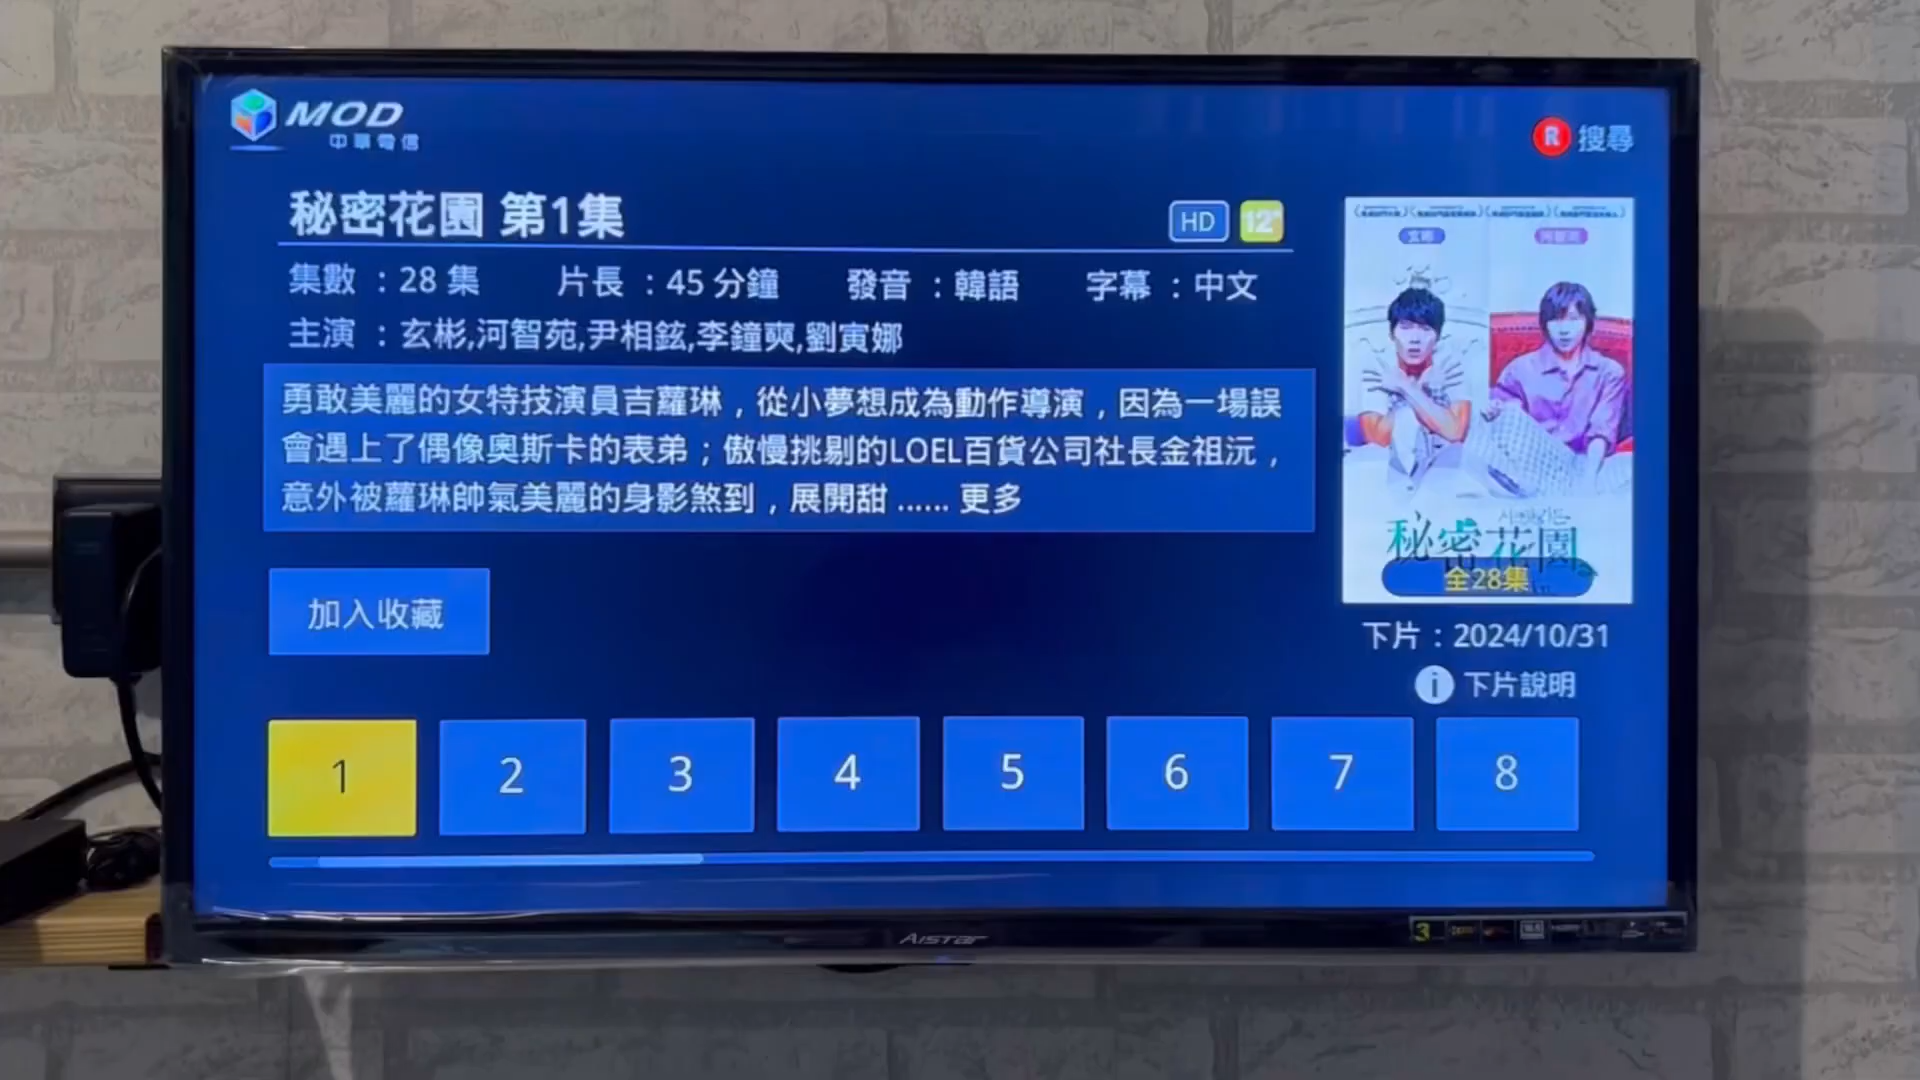 MOD
中華電信
R 搜尋
秘密花園 第1集
HD 12+
集數 : 28 集 片長 : 45 分鐘 發音 : 韓語 字幕 : 中文
主演 : 玄彬,河智苑,尹相鉉,李鐘奭,劉寅娜
勇敢美麗的女特技演員吉蘿琳，從小夢想成為動作導演，因為一場誤
會遇上了偶像奧斯卡的表弟；傲慢挑剔的LOEL百貨公司社長金祖沅，
意外被蘿琳帥氣美麗的身影煞到，展開甜 ...... 更多
玄彬
秘密花園
全28集
加入收藏
下片：2024/10/31
i 下片說明
1 2 3 4 5 6 7 8
AISTAR
3